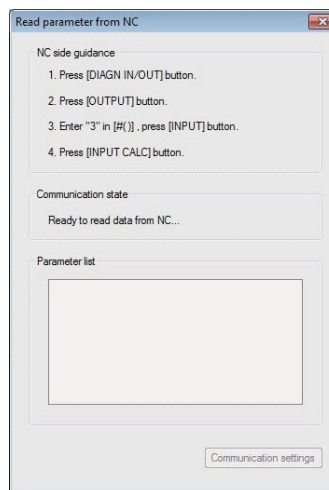 Read parameter from NC
NC side guidance
1. Press [DIAGN IN/OUT] button.
2. Press [OUTPUT] button.
3. Enter "3" in [#( )] , press [INPUT] button.
4. Press [INPUT CALC] button.
Communication state
Ready to read data from NC...
Parameter list
Communication settings